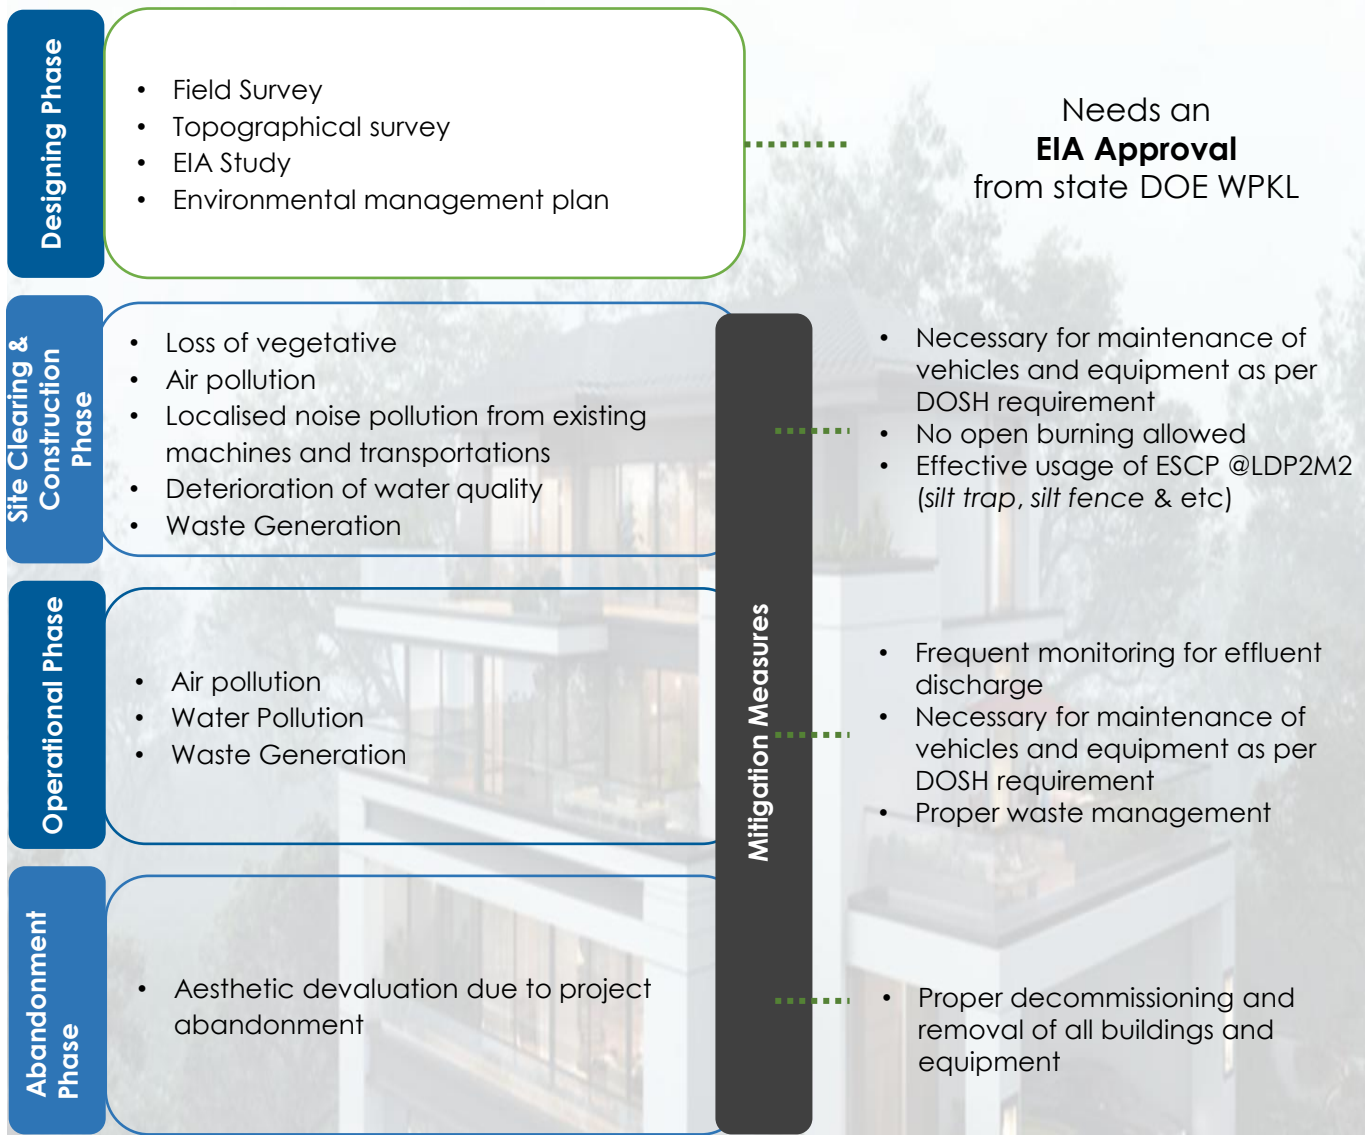 Designing Phase
• Field Survey
• Topographical survey
• EIA Study
• Environmental management plan
Needs an
EIA Approval
from state DOE WPKL
Site Clearing &
Construction
Phase
• Loss of vegetative
• Air pollution
• Localised noise pollution from existing
machines and transportations
• Deterioration of water quality
• Waste Generation
Mitigation Measures
• Necessary for maintenance of
vehicles and equipment as per
DOSH requirement
• No open burning allowed
• Effective usage of ESCP @LDP2M2
(silt trap, silt fence & etc)
Operational Phase
• Air pollution
• Water Pollution
• Waste Generation
• Frequent monitoring for effluent
discharge
• Necessary for maintenance of
vehicles and equipment as per
DOSH requirement
• Proper waste management
Abandonment
Phase
• Aesthetic devaluation due to project
abandonment
• Proper decommissioning and
removal of all buildings and
equipment